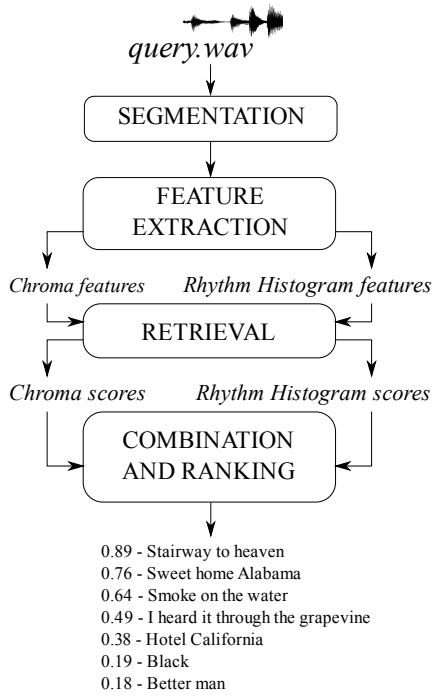 query.wav
SEGMENTATION
FEATURE
EXTRACTION
Chroma features
Rhythm Histogram features
RETRIEVAL
Chroma scores
Rhythm Histogram scores
COMBINATION
AND RANKING
0.89 - Stairway to heaven
0.76 - Sweet home Alabama
0.64 - Smoke on the water
0.49 - I heard it through the grapevine
0.38 - Hotel California
0.19 - Black
0.18 - Better man